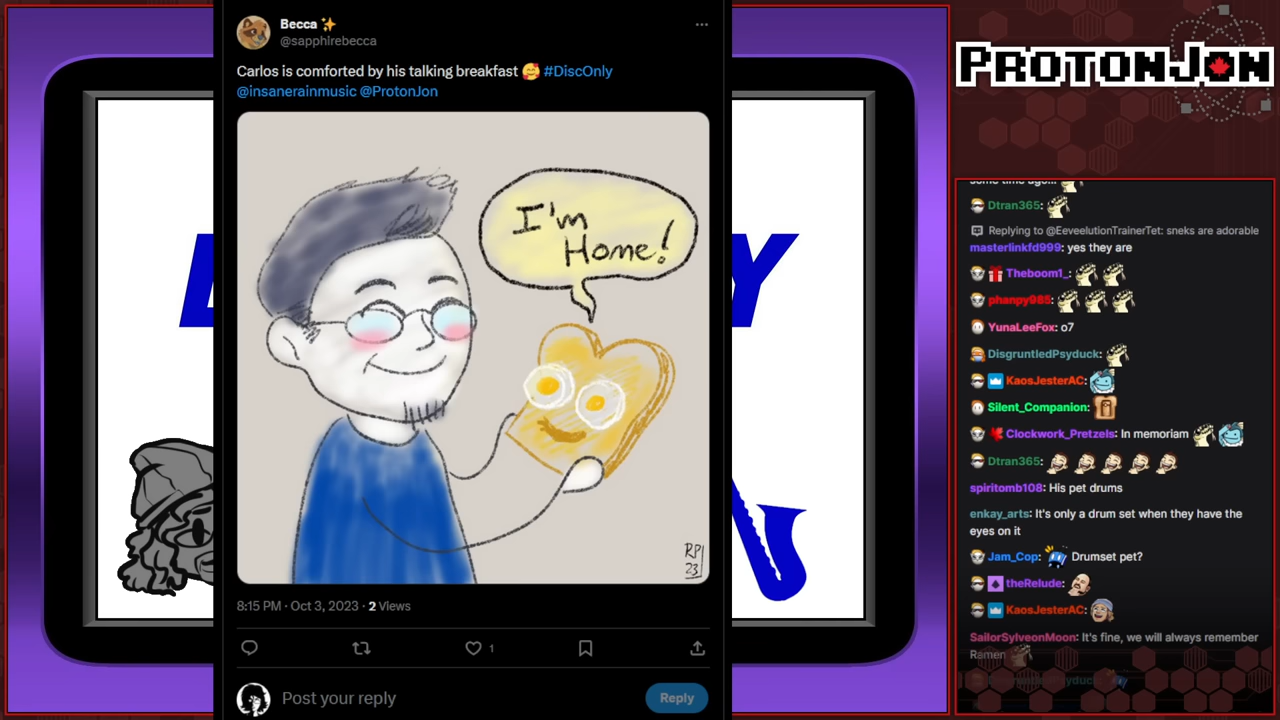 Becca
@sapphirebecca
Carlos is comforted by his talking breakfast 🥰 #DiscOnly
@insanerainmusic @ProtonJon
I'm
Home!
RP
23
8:15 PM · Oct 3, 2023 · 2 Views
1
Post your reply
Reply
Y
PROTONJON
some time ago...
Dtran365:
Replying to @EeveelutionTrainerTet: sneks are adorable
masterlinkfd999: yes they are
Theboom1_:
phanpy985:
YunaLeeFox: o7
DisgruntledPsyduck:
KaosJesterAC:
Silent_Companion:
Clockwork_Pretzels: In memoriam
Dtran365:
spiritomb108: His pet drums
enkay_arts: It's only a drum set when they have the
eyes on it
Jam_Cop: Drumset pet?
theRelude:
KaosJesterAC:
SailorSylveonMoon: It's fine, we will always remember
Ramen